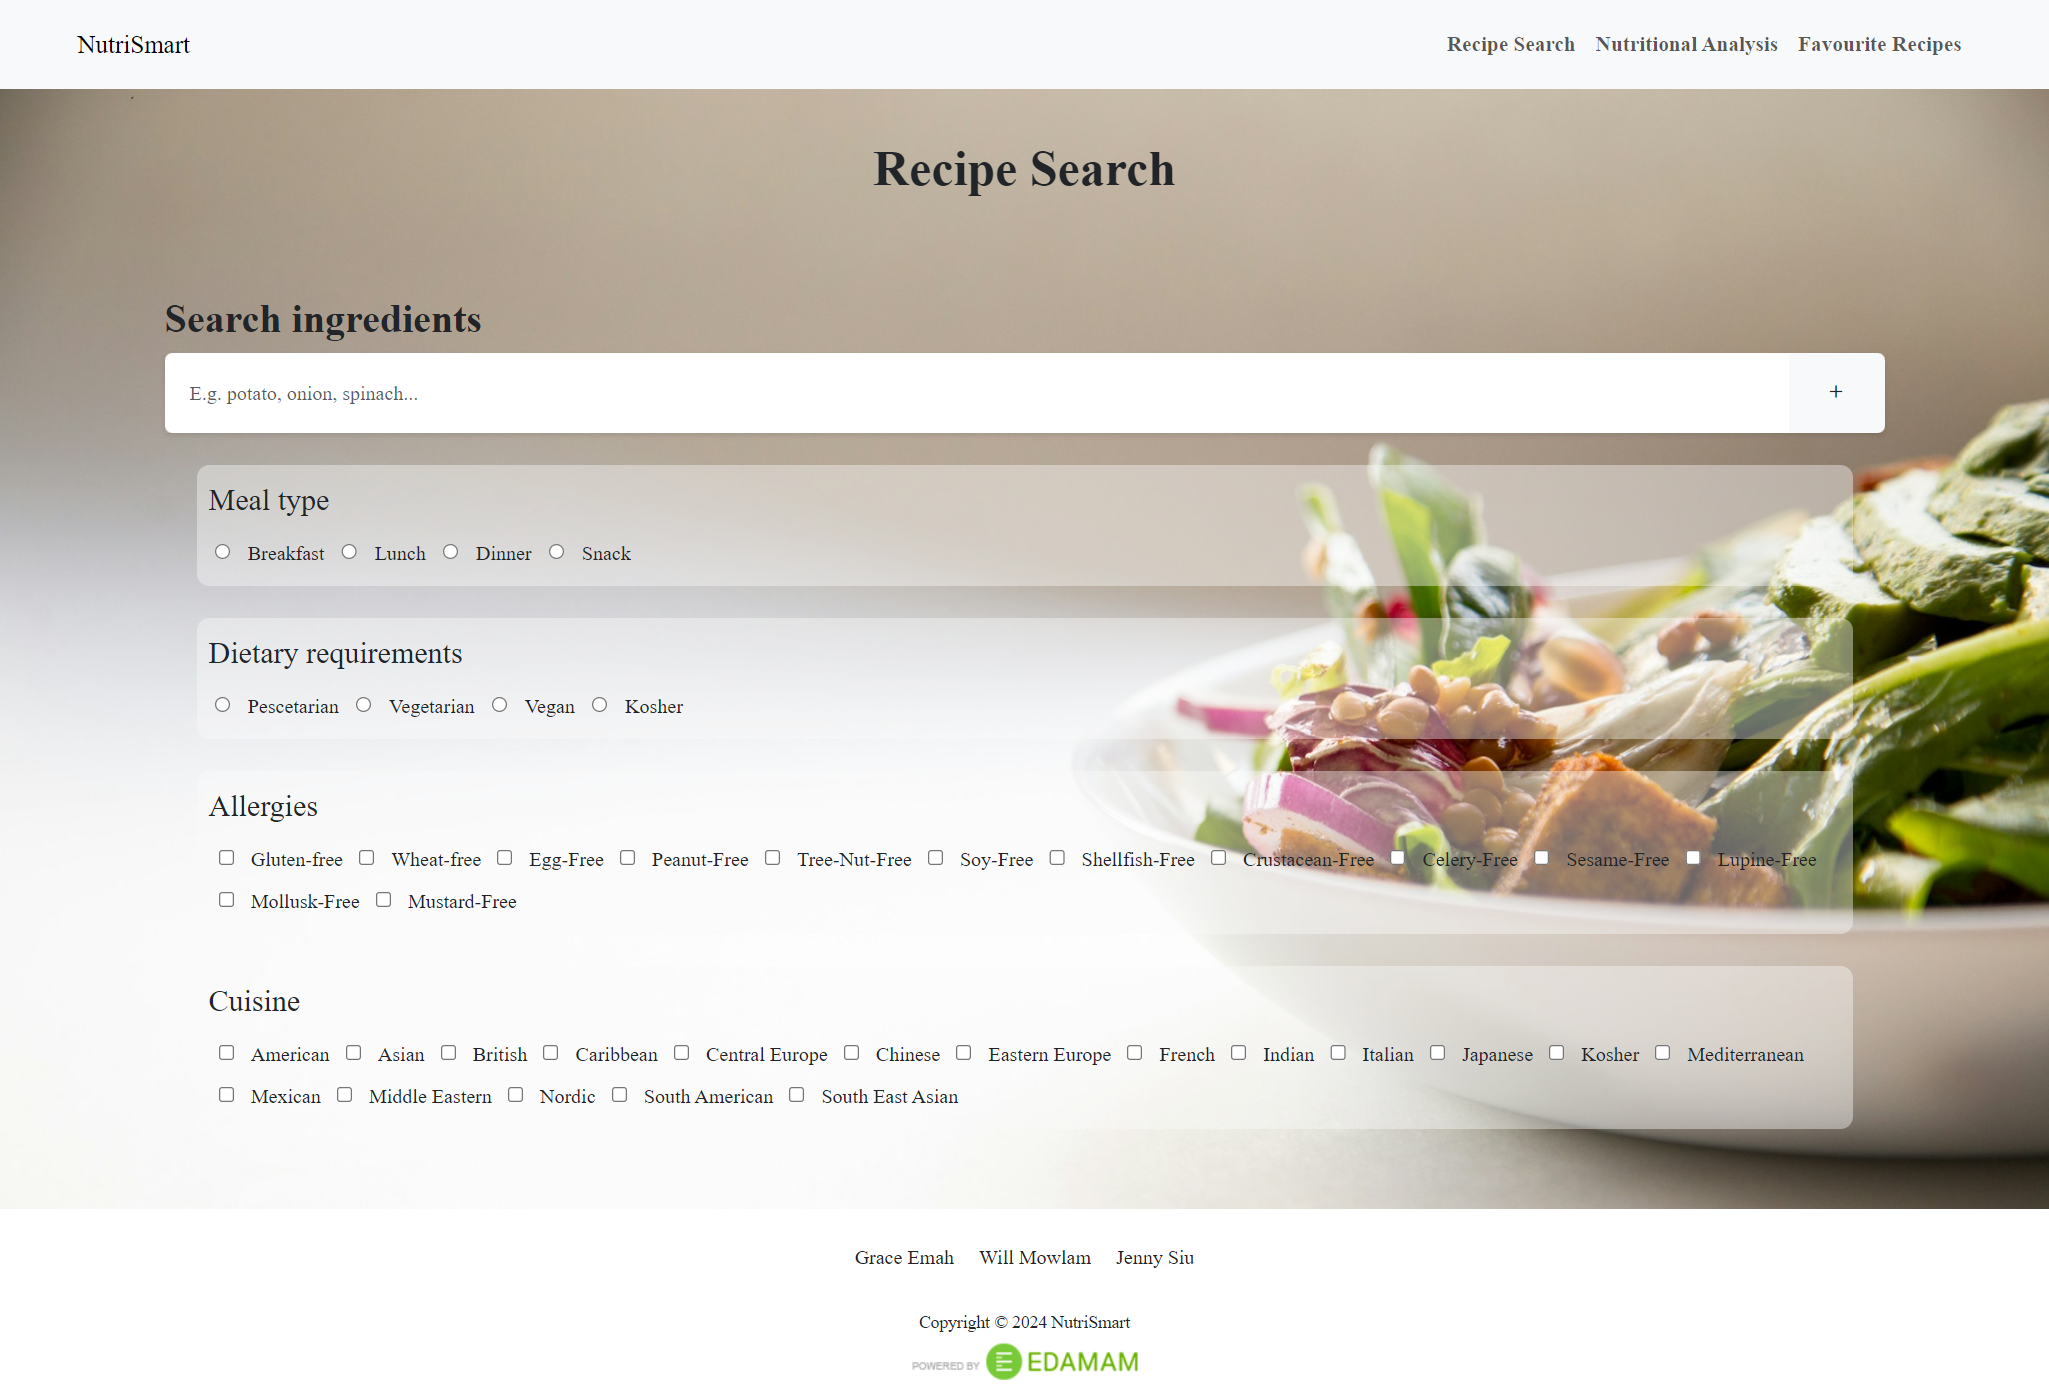 NutriSmart Recipe Search Nutritional Analysis Favourite Recipes
Recipe Search
Search ingredients
E.g. potato, onion, spinach... +
Meal type
Breakfast Lunch Dinner Snack
Dietary requirements
Pescetarian Vegetarian Vegan Kosher
Allergies
Gluten-free Wheat-free Egg-Free Peanut-Free Tree-Nut-Free Soy-Free Shellfish-Free Crustacean-Free Celery-Free Sesame-Free Lupine-Free
Mollusk-Free Mustard-Free
Cuisine
American Asian British Caribbean Central Europe Chinese Eastern Europe French Indian Italian Japanese Kosher Mediterranean
Mexican Middle Eastern Nordic South American South East Asian
Grace Emah Will Mowlam Jenny Siu
Copyright © 2024 NutriSmart
POWERED BY EDAMAM